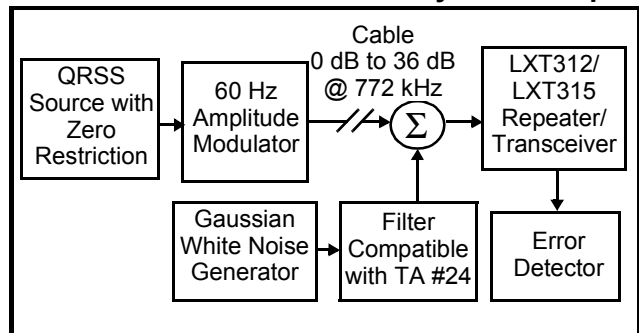 QRSS
Source with
Zero
Restriction
60 Hz
Amplitude
Modulator
Cable
0 dB to 36 dB
@ 772 kHz
Σ
LXT312/
LXT315
Repeater/
Transceiver
Gaussian
White Noise
Generator
Filter
Compatible
with TA #24
Error
Detector